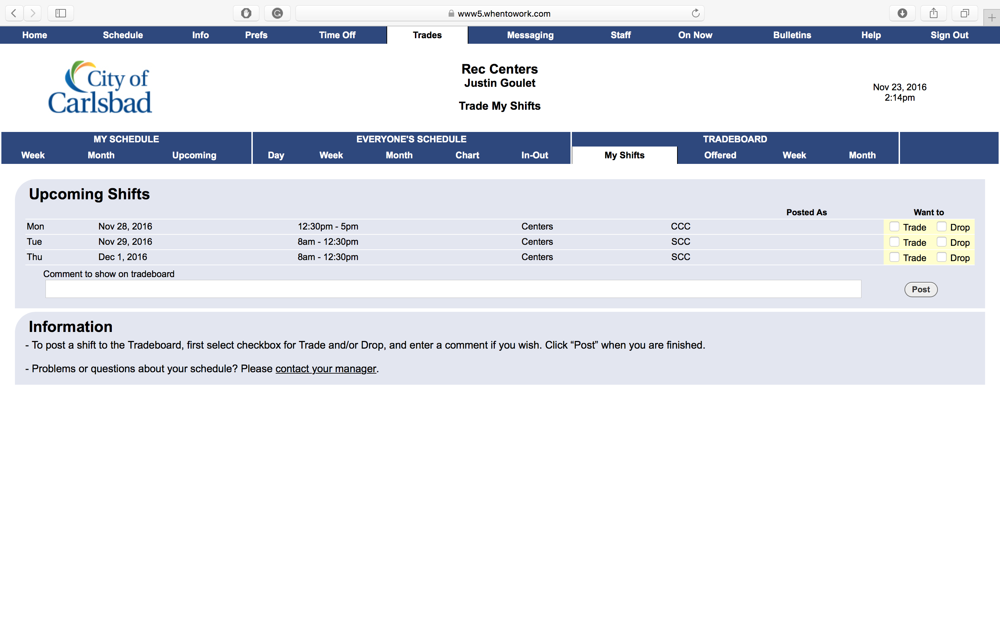 www5.whentowork.com
Home Schedule Info Prefs Time Off Trades Messaging Staff On Now Bulletins Help Sign Out
City of
Carlsbad
Rec Centers
Justin Goulet
Trade My Shifts
Nov 23, 2016
2:14pm
MY SCHEDULE EVERYONE'S SCHEDULE TRADEBOARD
Week Month Upcoming Day Week Month Chart In-Out My Shifts Offered Week Month
Upcoming Shifts
Posted As Want to
Mon Nov 28, 2016 12:30pm - 5pm Centers CCC Trade Drop
Tue Nov 29, 2016 8am - 12:30pm Centers SCC Trade Drop
Thu Dec 1, 2016 8am - 12:30pm Centers SCC Trade Drop
Comment to show on tradeboard
Post
Information
- To post a shift to the Tradeboard, first select checkbox for Trade and/or Drop, and enter a comment if you wish. Click “Post” when you are finished.
- Problems or questions about your schedule? Please contact your manager.